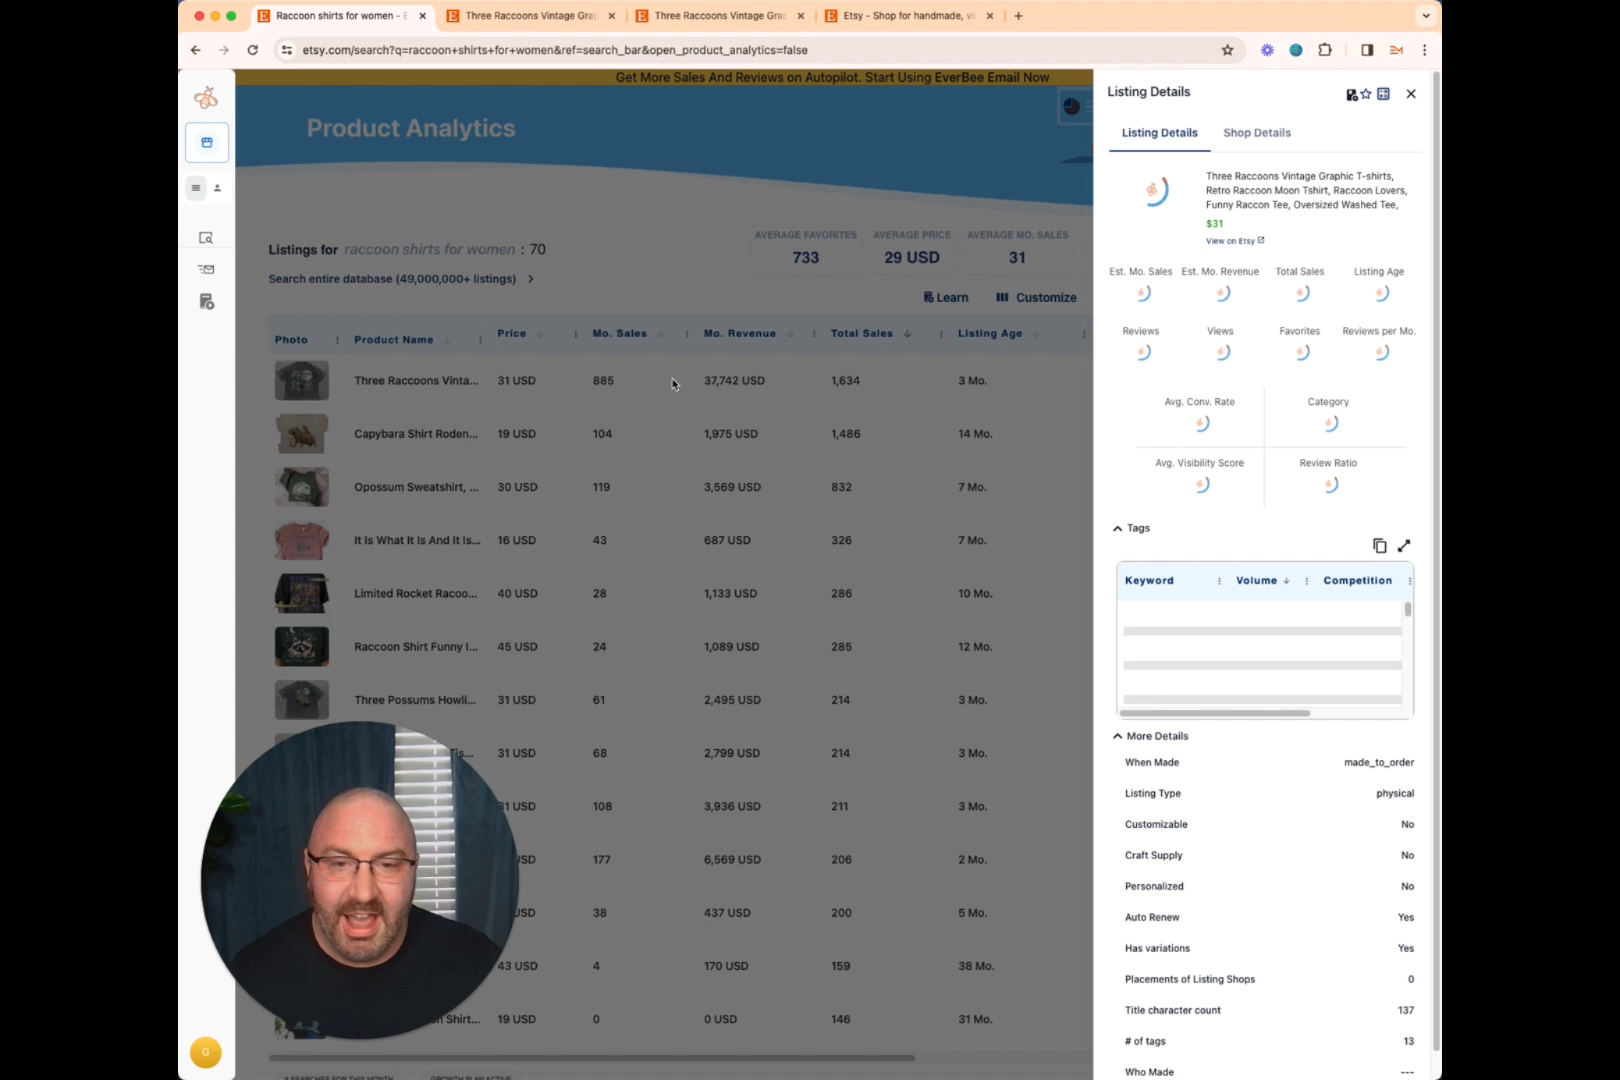 Raccoon shirts for women - E
Three Raccoons Vintage Grap
Three Raccoons Vintage Grap
Etsy - Shop for handmade, vi
etsy.com/search?q=raccoon+shirts+for+women&ref=search_bar&open_product_analytics=false
Get More Sales And Reviews on Autopilot. Start Using EverBee Email Now
Product Analytics
Listings for raccoon shirts for women : 70
Search entire database (49,000,000+ listings)
AVERAGE FAVORITES
733
AVERAGE PRICE
29 USD
AVERAGE MO. SALES
31
Learn
Customize
Photo Product Name Price Mo. Sales Mo. Revenue Total Sales Listing Age
Three Raccoons Vinta... 31 USD 885 37,742 USD 1,634 3 Mo.
Capybara Shirt Roden... 19 USD 104 1,975 USD 1,486 14 Mo.
Opossum Sweatshirt, ... 30 USD 119 3,569 USD 832 7 Mo.
It Is What It Is And It Is... 16 USD 43 687 USD 326 7 Mo.
Limited Rocket Racoo... 40 USD 28 1,133 USD 286 10 Mo.
Raccoon Shirt Funny I... 45 USD 24 1,089 USD 285 12 Mo.
Three Possums Howli... 31 USD 61 2,495 USD 214 3 Mo.
31 USD 68 2,799 USD 214 3 Mo.
USD 108 3,936 USD 211 3 Mo.
USD 177 6,569 USD 206 2 Mo.
USD 38 437 USD 200 5 Mo.
43 USD 4 170 USD 159 38 Mo.
Shirt... 19 USD 0 0 USD 146 31 Mo.
SEARCHES FOR THIS MONTH GROWTH PLAN ACTIVE
G
Listing Details
Listing Details Shop Details
Three Raccoons Vintage Graphic T-shirts,
Retro Raccoon Moon Tshirt, Raccoon Lovers,
Funny Raccon Tee, Oversized Washed Tee,
$31
View on Etsy
Est. Mo. Sales Est. Mo. Revenue Total Sales Listing Age
Reviews Views Favorites Reviews per Mo.
Avg. Conv. Rate Category
Avg. Visibility Score Review Ratio
Tags
Keyword Volume Competition
More Details
When Made made_to_order
Listing Type physical
Customizable No
Craft Supply No
Personalized No
Auto Renew Yes
Has variations Yes
Placements of Listing Shops 0
Title character count 137
# of tags 13
Who Made ---